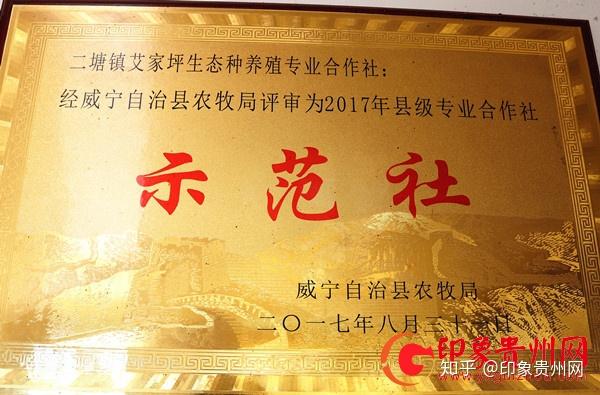 二塘镇艾家坪生态种养殖专业合作社：
经威宁自治县农牧局评审为2017年县级专业合作社
示范社
威宁自治县农牧局
二〇一七年八月三十一日
印象贵州网
知乎 @印象贵州网